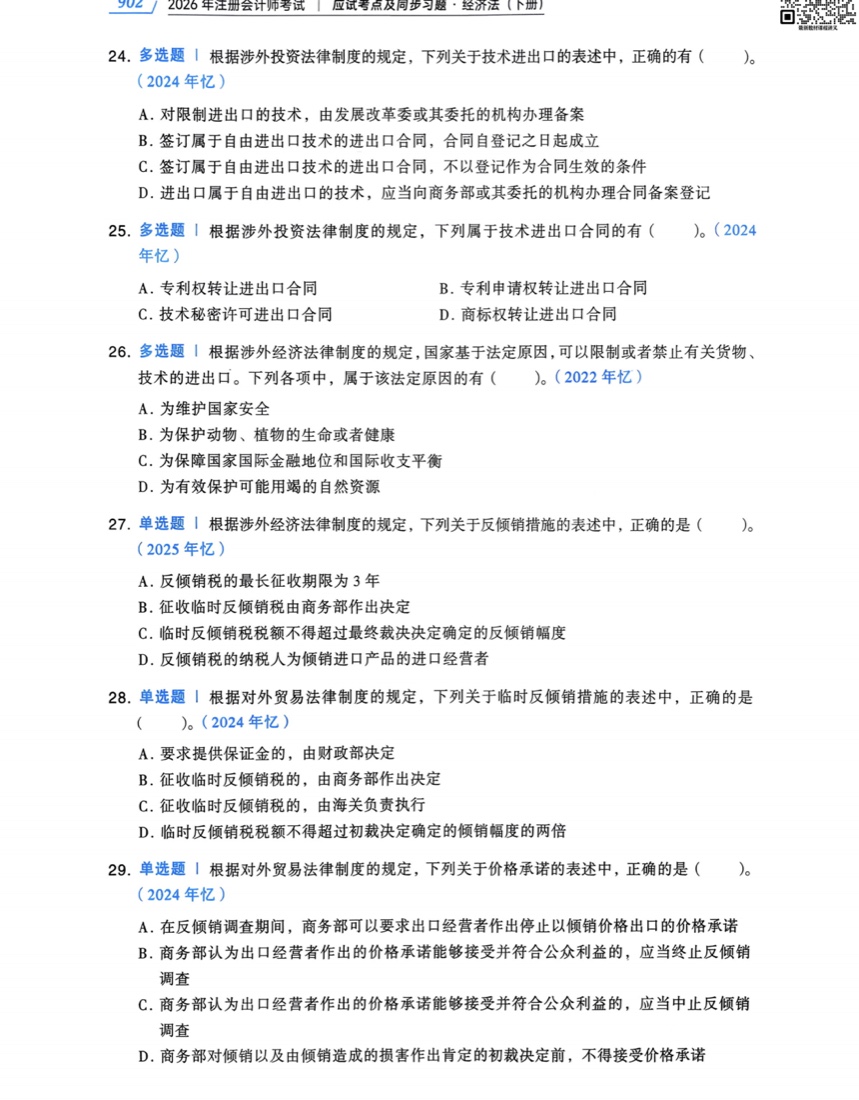 902 2026年注册会计师考试 | 应试考点及同步习题·经济法（下册）
24. 多选题 | 根据涉外投资法律制度的规定，下列关于技术进出口的表述中，正确的有（ ）。
（2024 年忆）
A. 对限制进出口的技术，由发展改革委或其委托的机构办理备案
B. 签订属于自由进出口技术的进出口合同，合同自登记之日起成立
C. 签订属于自由进出口技术的进出口合同，不以登记作为合同生效的条件
D. 进出口属于自由进出口的技术，应当向商务部或其委托的机构办理合同备案登记
25. 多选题 | 根据涉外投资法律制度的规定，下列属于技术进出口合同的有（ ）。（2024
年忆）
A. 专利权转让进出口合同 B. 专利申请权转让进出口合同
C. 技术秘密许可进出口合同 D. 商标权转让进出口合同
26. 多选题 | 根据涉外经济法律制度的规定，国家基于法定原因，可以限制或者禁止有关货物、
技术的进出口。下列各项中，属于该法定原因的有（ ）。（2022 年忆）
A. 为维护国家安全
B. 为保护动物、植物的生命或者健康
C. 为保障国家国际金融地位和国际收支平衡
D. 为有效保护可能用竭的自然资源
27. 单选题 | 根据涉外经济法律制度的规定，下列关于反倾销措施的表述中，正确的是（ ）。
（2025 年忆）
A. 反倾销税的最长征收期限为 3 年
B. 征收临时反倾销税由商务部作出决定
C. 临时反倾销税税额不得超过最终裁决决定确定的反倾销幅度
D. 反倾销税的纳税人为倾销进口产品的进口经营者
28. 单选题 | 根据对外贸易法律制度的规定，下列关于临时反倾销措施的表述中，正确的是
（ ）。（2024 年忆）
A. 要求提供保证金的，由财政部决定
B. 征收临时反倾销税的，由商务部作出决定
C. 征收临时反倾销税的，由海关负责执行
D. 临时反倾销税税额不得超过初裁决定确定的倾销幅度的两倍
29. 单选题 | 根据对外贸易法律制度的规定，下列关于价格承诺的表述中，正确的是（ ）。
（2024 年忆）
A. 在反倾销调查期间，商务部可以要求出口经营者作出停止以倾销价格出口的价格承诺
B. 商务部认为出口经营者作出的价格承诺能够接受并符合公众利益的，应当终止反倾销
调查
C. 商务部认为出口经营者作出的价格承诺能够接受并符合公众利益的，应当中止反倾销
调查
D. 商务部对倾销以及由倾销造成的损害作出肯定的初裁决定前，不得接受价格承诺